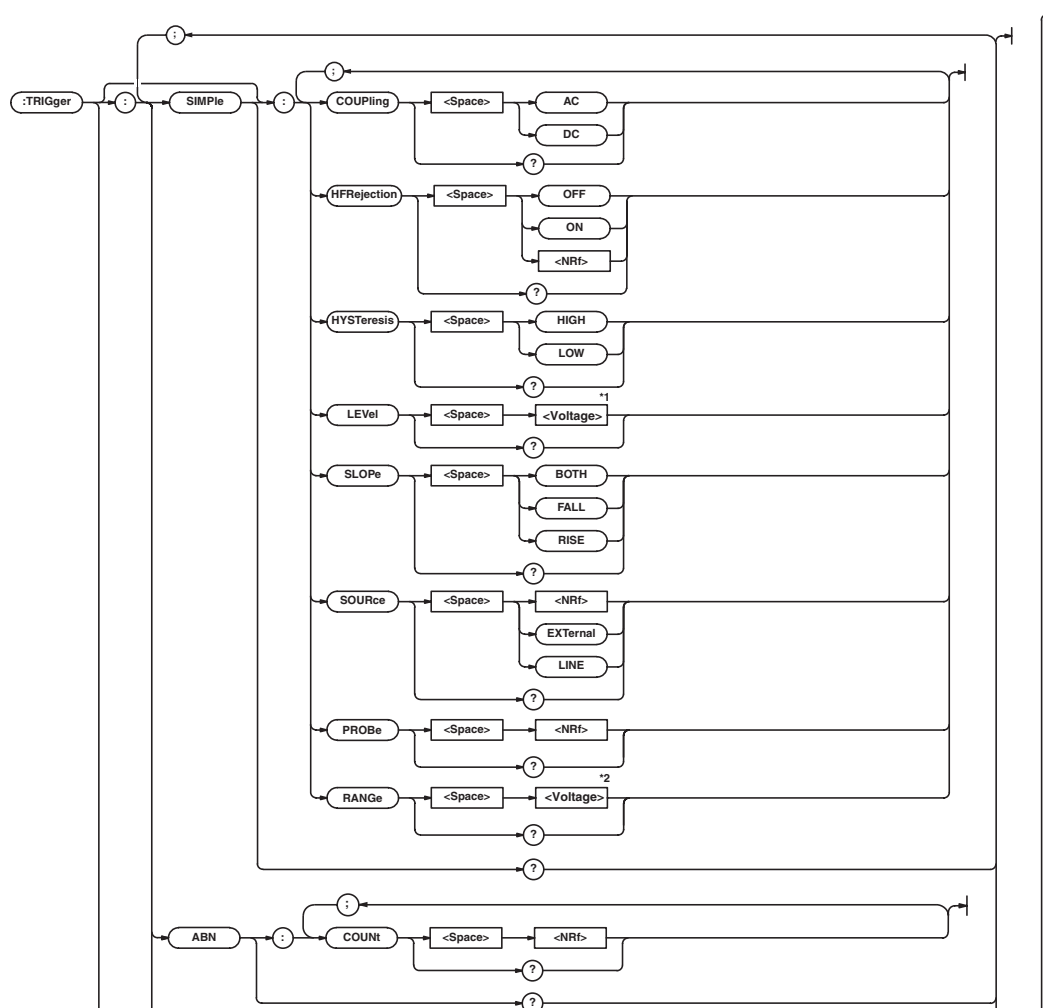 ;
;
:TRIGger : SIMPle : COUPling <Space> AC
DC
?
HFRejection <Space> OFF
ON
<NRf>
?
HYSTeresis <Space> HIGH
LOW
?
*1
LEVel <Space> <Voltage>
?
SLOPe <Space> BOTH
FALL
RISE
?
SOURce <Space> <NRf>
EXTernal
LINE
?
PROBe <Space> <NRf>
?
*2
RANGe <Space> <Voltage>
?
?
;
ABN : COUNt <Space> <NRf>
?
?